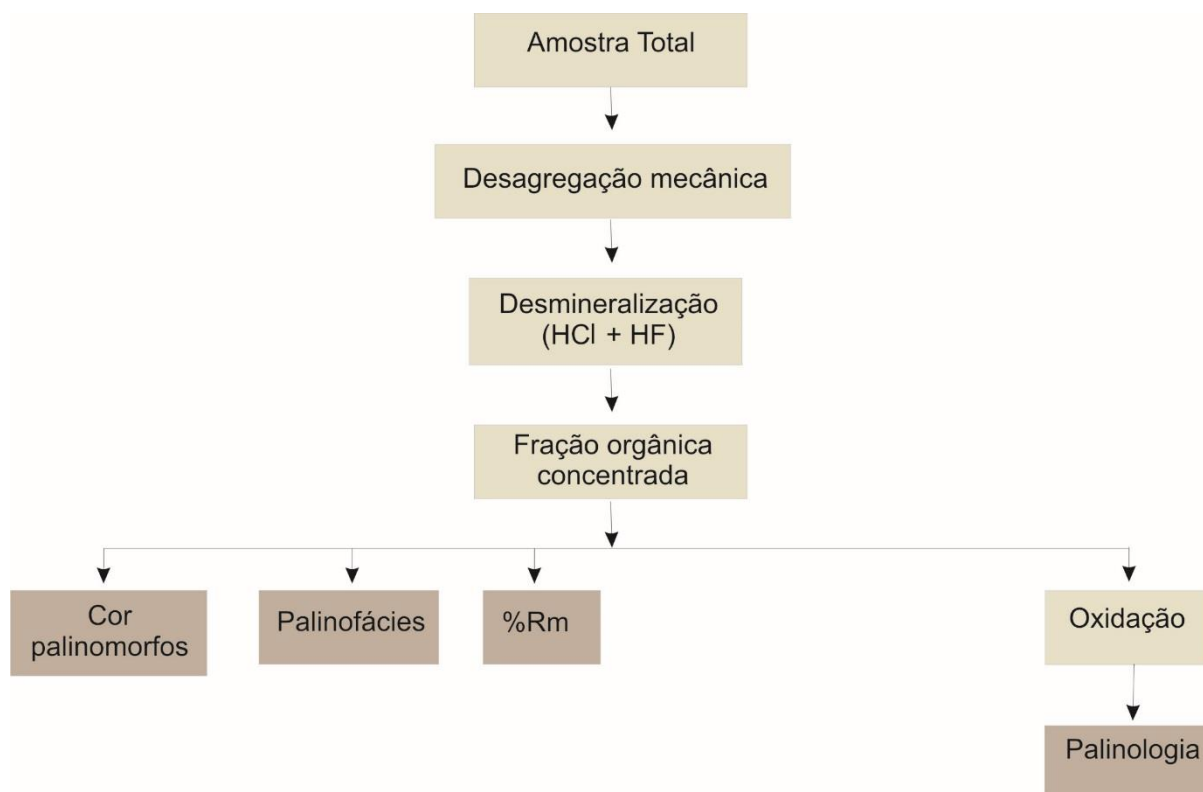 Amostra Total
Desagregação mecânica
Desmineralização
(HCl + HF)
Fração orgânica
concentrada
Cor
palinomorfos
Palinofácies
%Rm
Oxidação
Palinologia